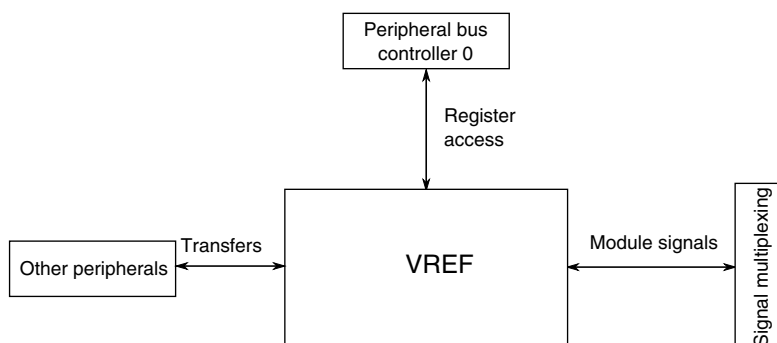 Peripheral bus
controller 0
Register
access
Transfers
Other peripherals
VREF
Module signals
Signal multiplexing